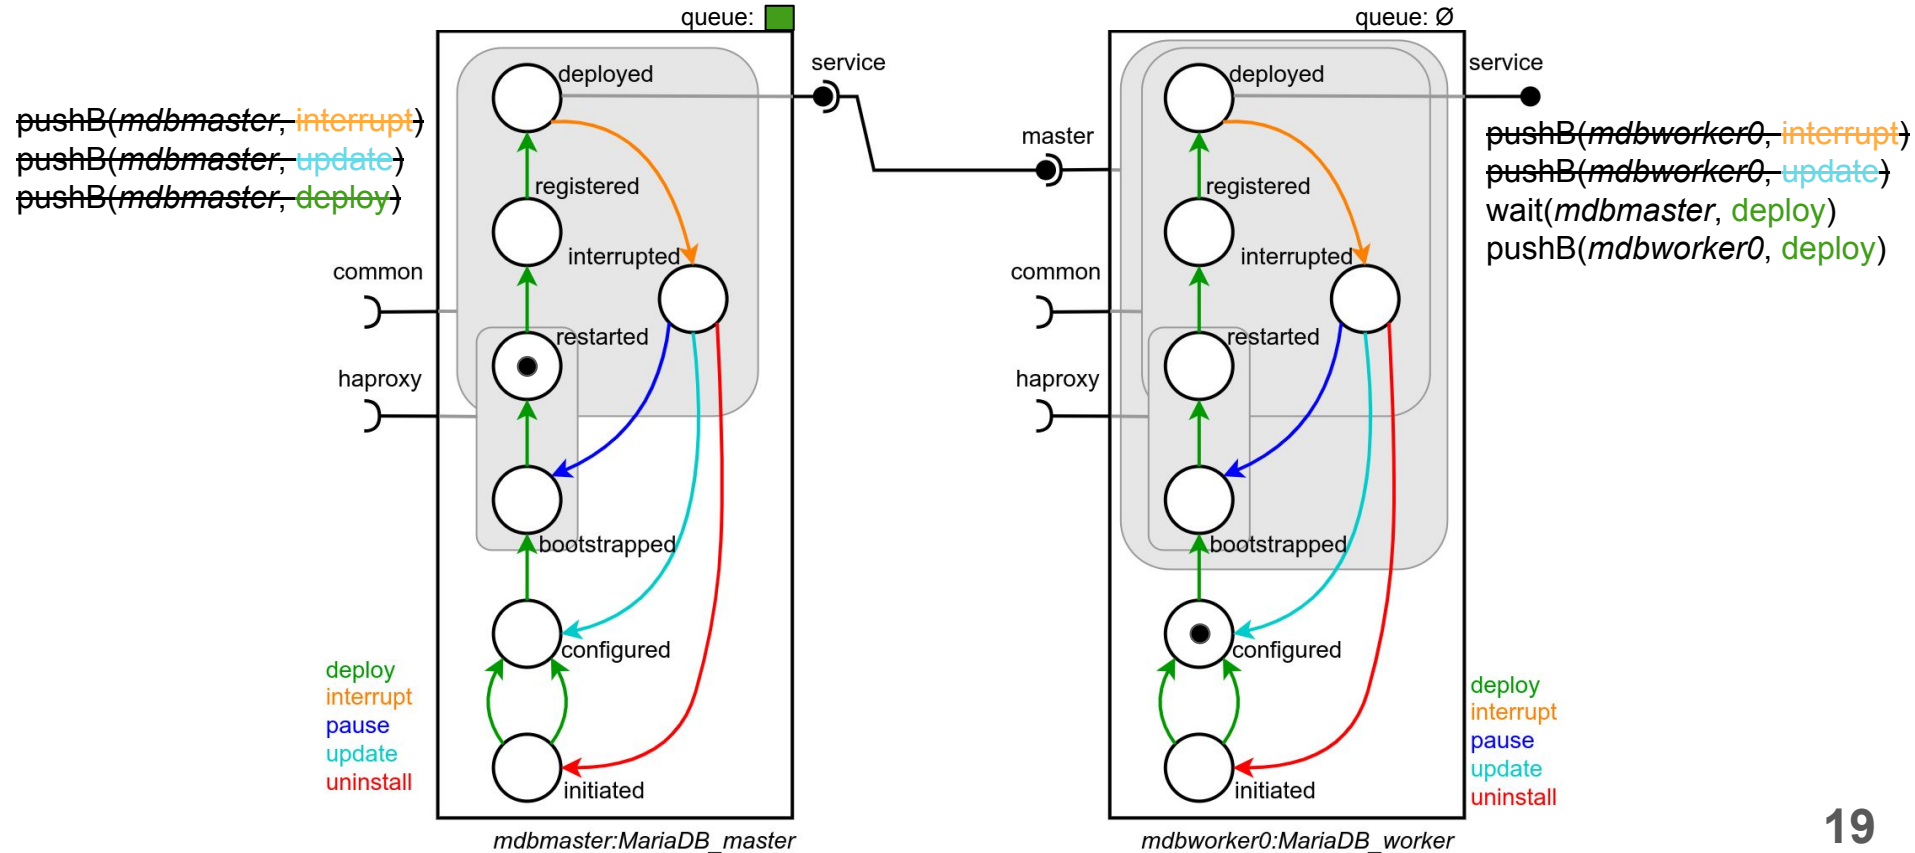 queue:
queue: Ø
service
service
deployed
deployed
pushB(mdbmaster, interrupt)
pushB(mdbmaster, update)
pushB(mdbmaster, deploy)
master
pushB(mdbworker0, interrupt)
pushB(mdbworker0, update)
wait(mdbmaster, deploy)
pushB(mdbworker0, deploy)
registered
registered
interrupted
interrupted
common
common
restarted
restarted
haproxy
haproxy
bootstrapped
bootstrapped
configured
configured
deploy
interrupt
pause
update
uninstall
deploy
interrupt
pause
update
uninstall
initiated
initiated
mdbmaster:MariaDB_master
mdbworker0:MariaDB_worker
19